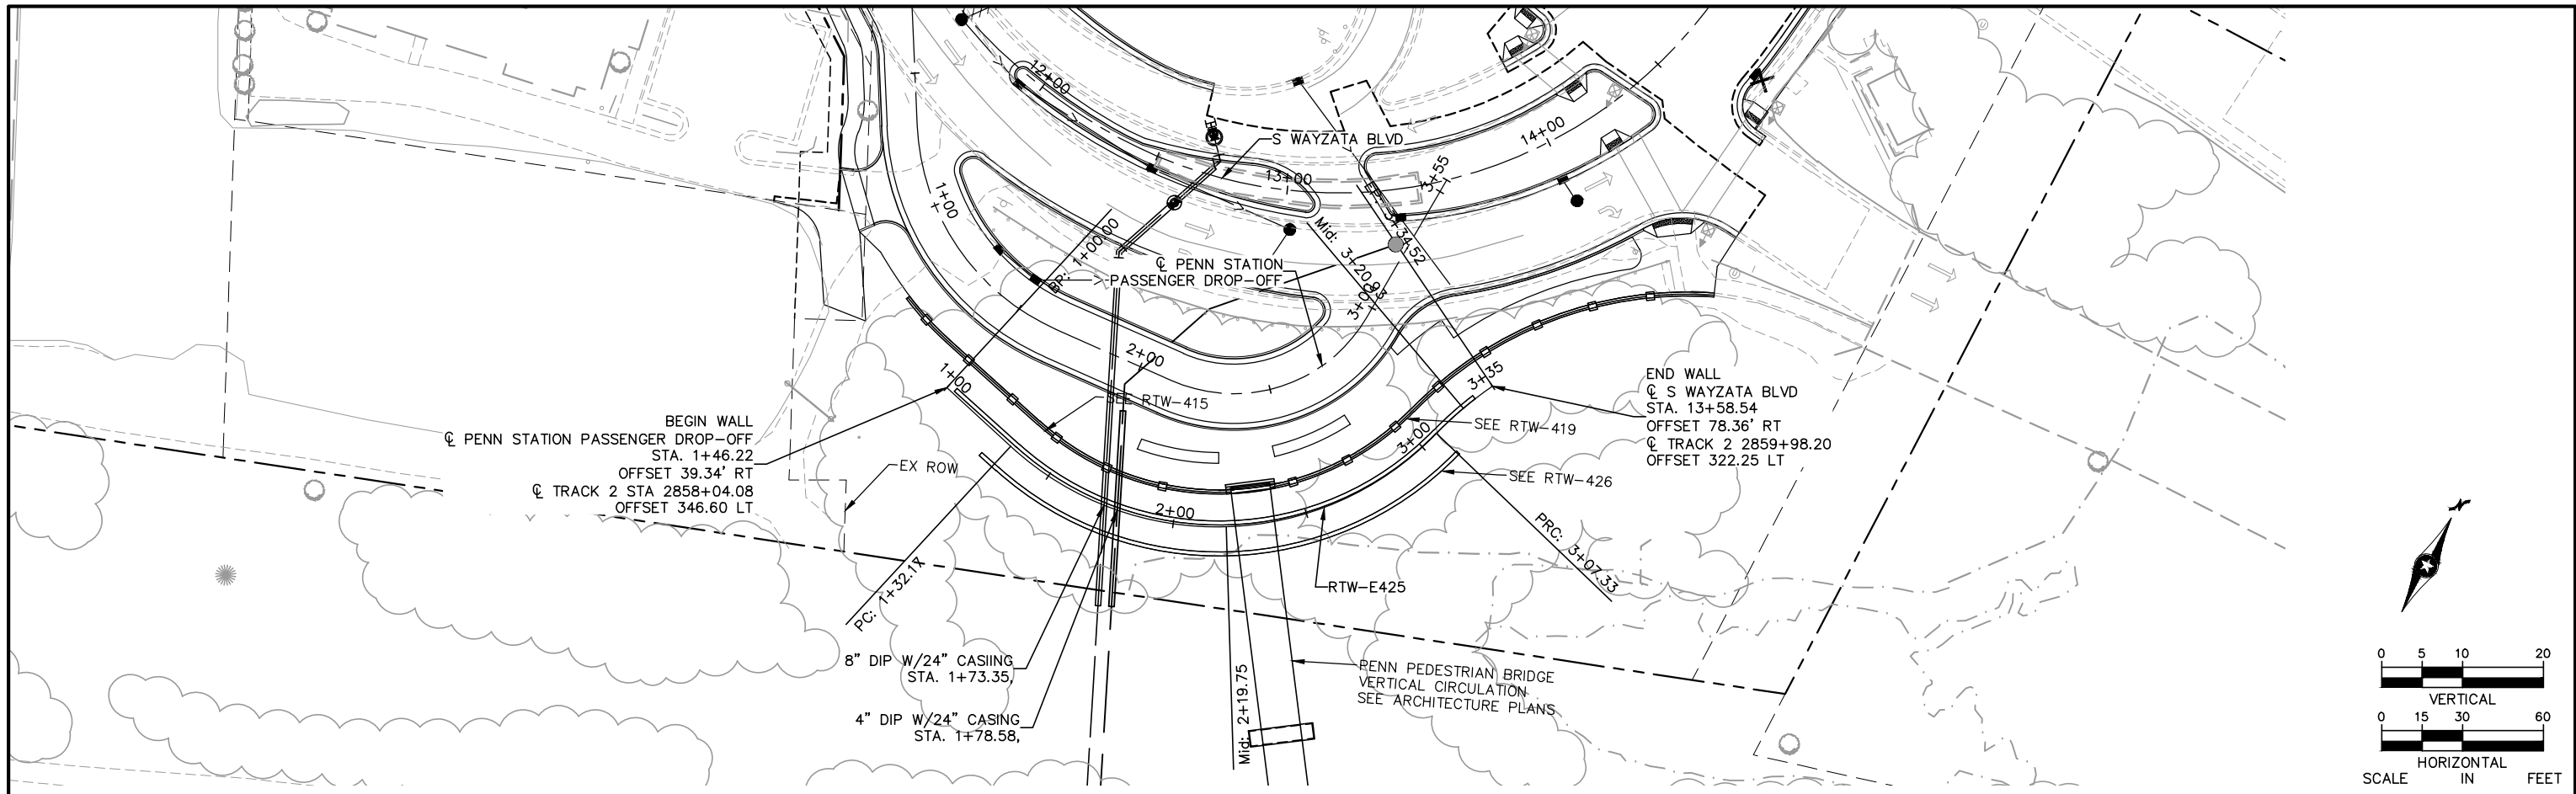 12+00
S WAYZATA BLVD
13+00
14+00
3+55
1+00
BP: 1+00.00
Mid: 3+20.93
+34.52
℄ PENN STATION
PASSENGER DROP-OFF
3+00
2+00
1+00
SEE RTW-415
3+35
BEGIN WALL
℄ PENN STATION PASSENGER DROP-OFF
STA. 1+46.22
OFFSET 39.34' RT
℄ TRACK 2 STA 2858+04.08
OFFSET 346.60 LT
END WALL
℄ S WAYZATA BLVD
STA. 13+58.54
OFFSET 78.36' RT
℄ TRACK 2 2859+98.20
OFFSET 322.25 LT
SEE RTW-419
3+00
EX ROW
SEE RTW-426
2+00
PC: 1+32.1
PRC: 3+07.33
RTW-E425
8" DIP W/24" CASIING
STA. 1+73.35,
4" DIP W/24" CASING
STA. 1+78.58,
Mid: 2+19.75
PENN PEDESTRIAN BRIDGE
VERTICAL CIRCULATION
SEE ARCHITECTURE PLANS
N
0 5 10 20
VERTICAL
0 15 30 60
HORIZONTAL
SCALE IN FEET